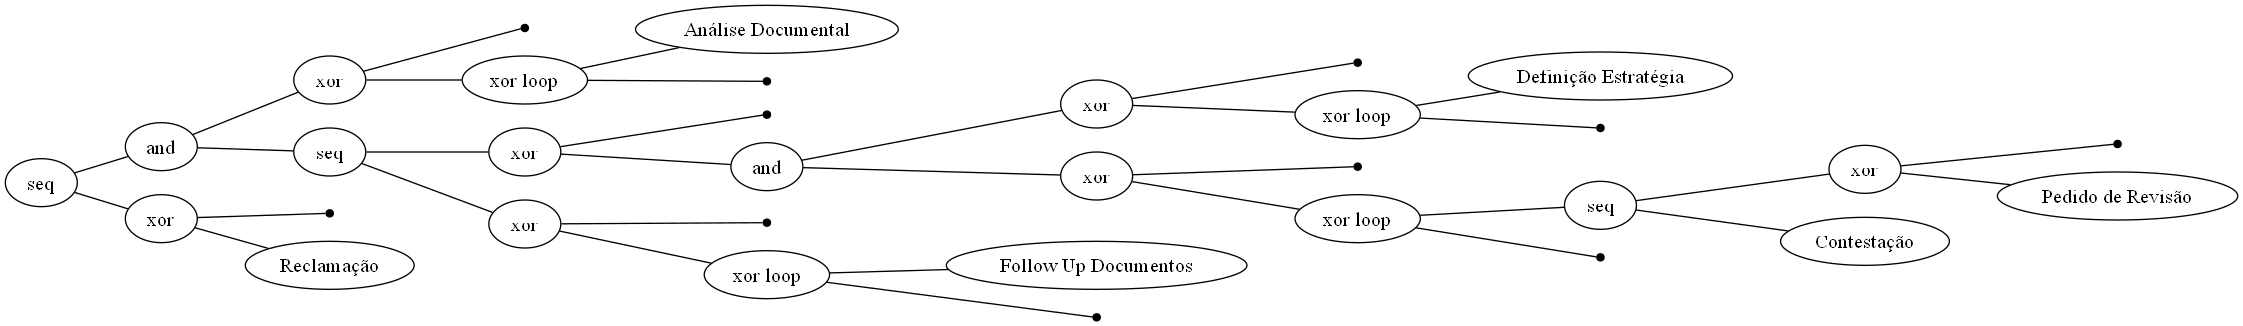 Análise Documental
xor
xor loop
Definição Estratégia
xor
xor loop
and
seq
xor
and
xor
Pedido de Revisão
seq
xor
xor loop
seq
xor
xor
Contestação
Reclamação
xor loop
Follow Up Documentos